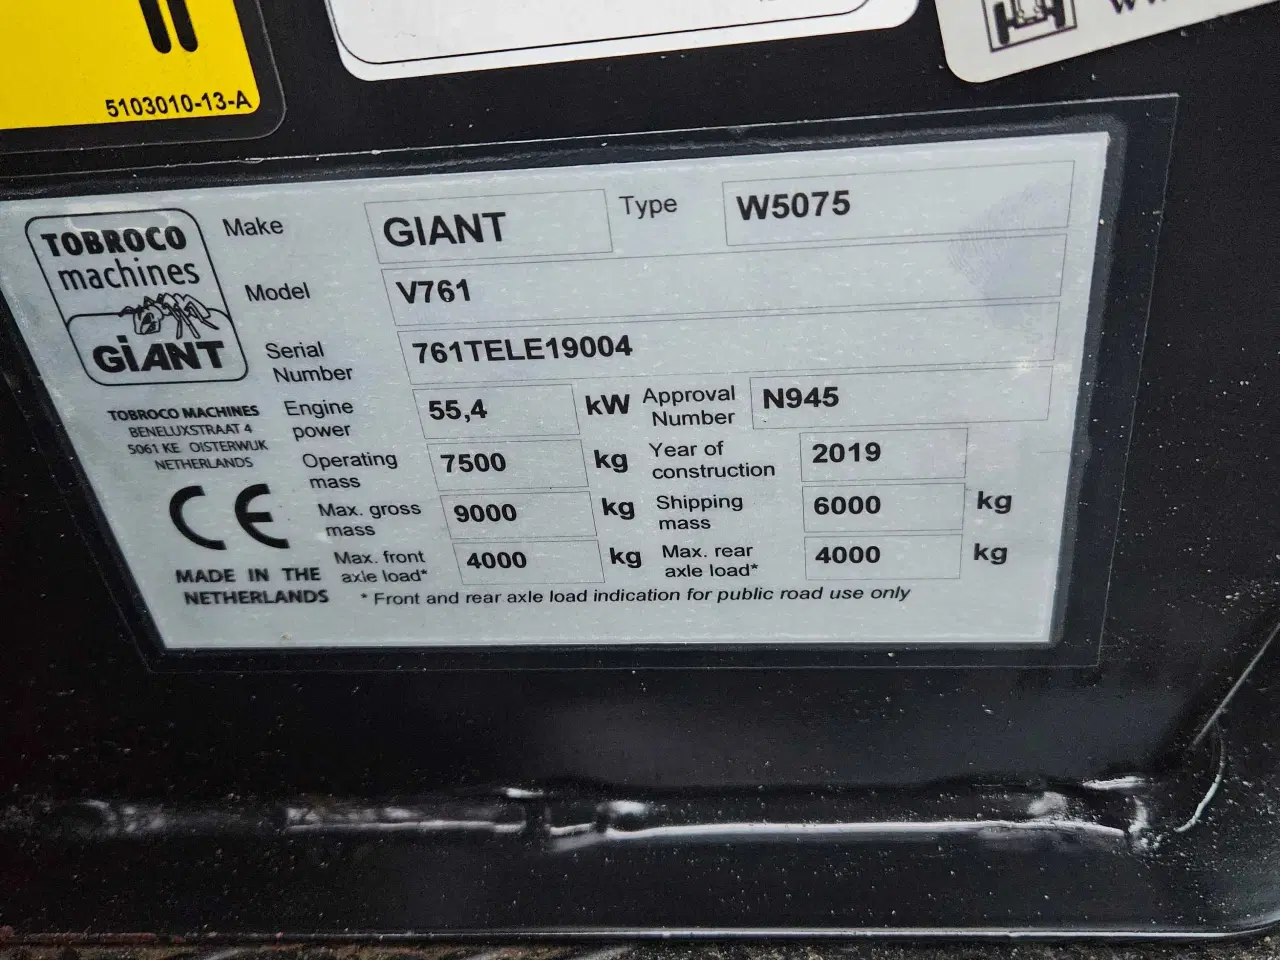 5103010-13-A
TOBROCO
machines
GiANT
TOBROCO MACHINES
BENELUXSTRAAT 4
5061 KE OISTERWIJK
NETHERLANDS
CE
MADE IN THE
NETHERLANDS
Make GIANT Type W5075
Model V761
Serial Number 761TELE19004
Engine power 55,4 kW Approval Number N945
Operating mass 7500 kg Year of construction 2019
Max. gross mass 9000 kg Shipping mass 6000 kg
Max. front axle load* 4000 kg Max. rear axle load* 4000 kg
* Front and rear axle load indication for public road use only